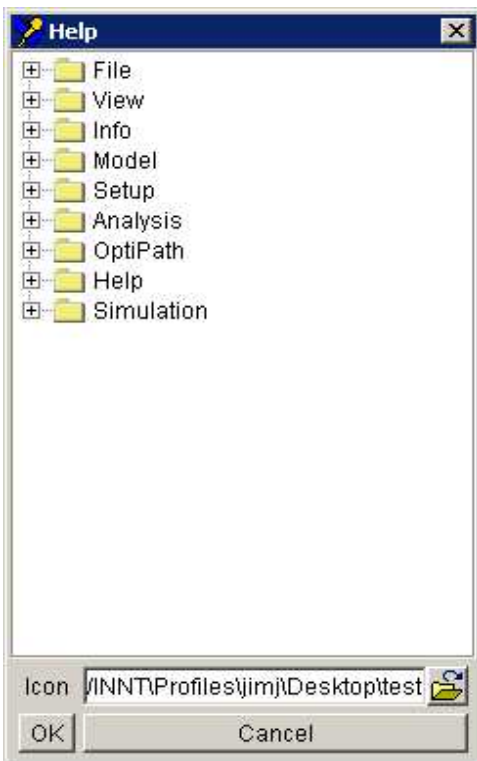 Help
File
View
Info
Model
Setup
Analysis
OptiPath
Help
Simulation
Icon /INNT\Profiles\jimj\Desktop\test
OK Cancel